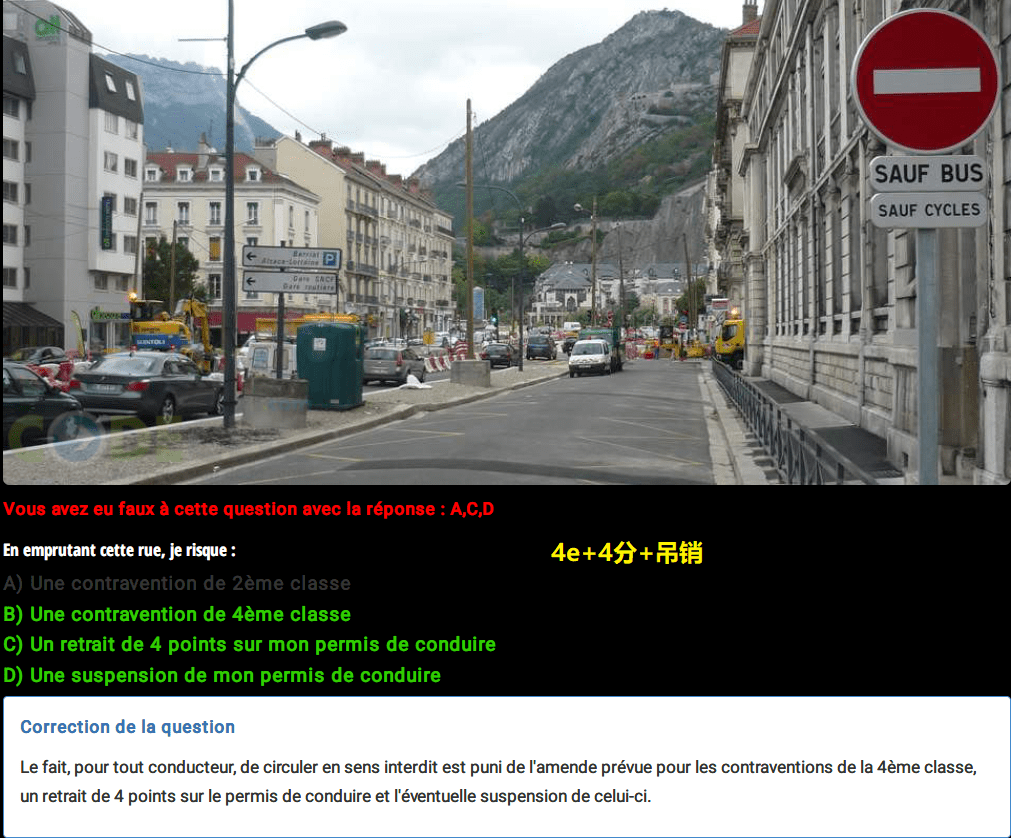 SAUF BUS
SAUF CYCLES
Berriat
Alsace-Lorraine
P
Gare SNCF
Gare routière
CODE
Vous avez eu faux à cette question avec la réponse : A,C,D
En emprutant cette rue, je risque :
4e+4分+吊销
A) Une contravention de 2ème classe
B) Une contravention de 4ème classe
C) Un retrait de 4 points sur mon permis de conduire
D) Une suspension de mon permis de conduire
Correction de la question
Le fait, pour tout conducteur, de circuler en sens interdit est puni de l'amende prévue pour les contraventions de la 4ème classe,
un retrait de 4 points sur le permis de conduire et l'éventuelle suspension de celui-ci.